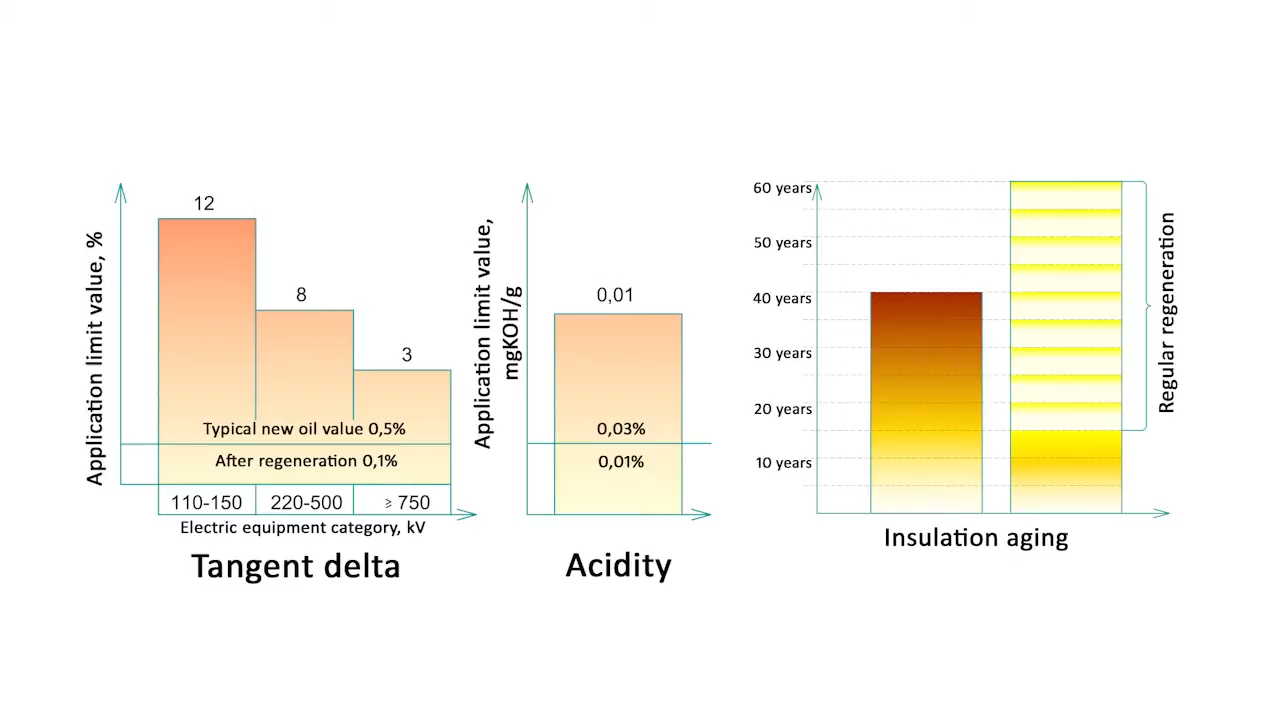 Application limit value, %
12
8
3
Typical new oil value 0,5%
After regeneration 0,1%
110-150
220-500
≥ 750
Electric equipment category, kV
Tangent delta
Application limit value,
mgKOH/g
0,01
0,03%
0,01%
Acidity
60 years
50 years
40 years
30 years
20 years
10 years
Regular regeneration
Insulation aging